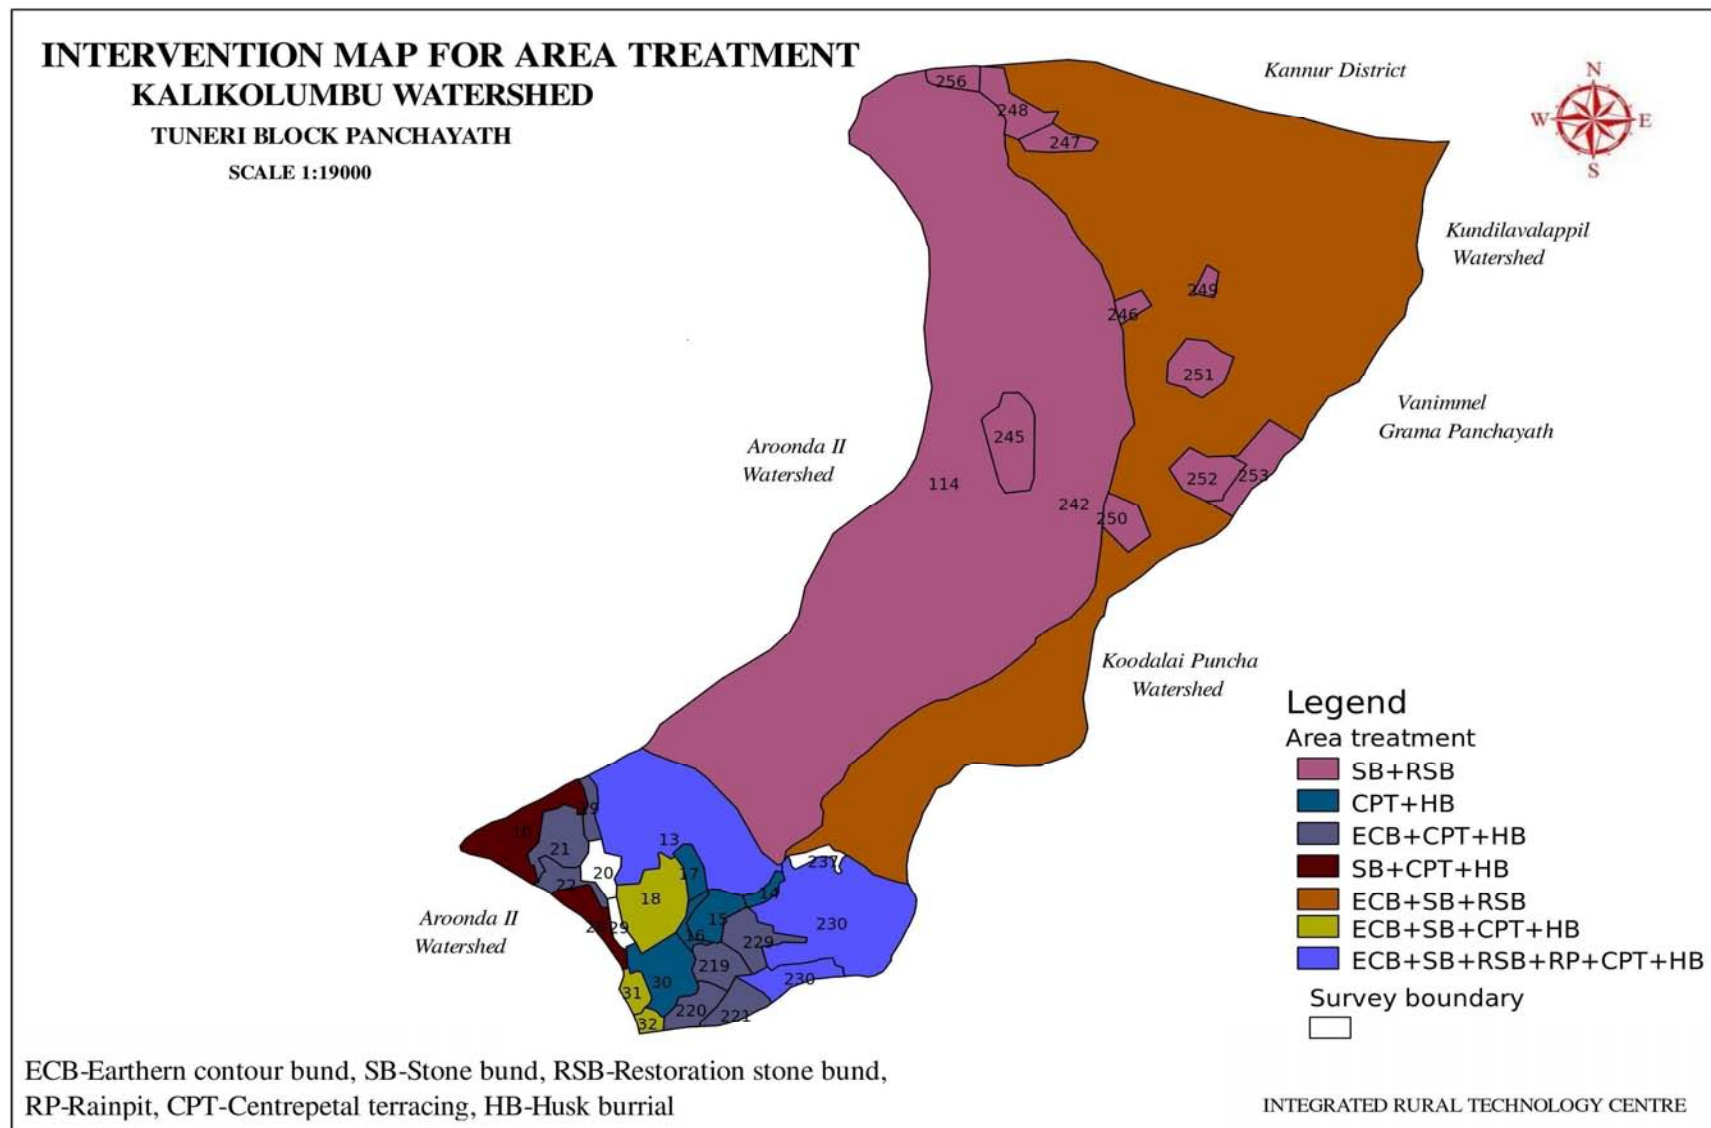 INTERVENTION MAP FOR AREA TREATMENT
KALIKOLUMBU WATERSHED
TUNERI BLOCK PANCHAYATH
SCALE 1:19000
Kannur District
N
W
E
S
Kundilavalappil
Watershed
Vanimmel
Grama Panchayath
Aroonda II
Watershed
Koodalai Puncha
Watershed
Aroonda II
Watershed
256
248
247
249
246
251
245
114
242
250
252
253
13
21
20
22
18
17
14
15
16
29
237
230
229
219
30
230
31
220
221
32
Legend
Area treatment
SB+RSB
CPT+HB
ECB+CPT+HB
SB+CPT+HB
ECB+SB+RSB
ECB+SB+CPT+HB
ECB+SB+RSB+RP+CPT+HB
Survey boundary
ECB-Earthern contour bund, SB-Stone bund, RSB-Restoration stone bund,
RP-Rainpit, CPT-Centrepetal terracing, HB-Husk burrial
INTEGRATED RURAL TECHNOLOGY CENTRE